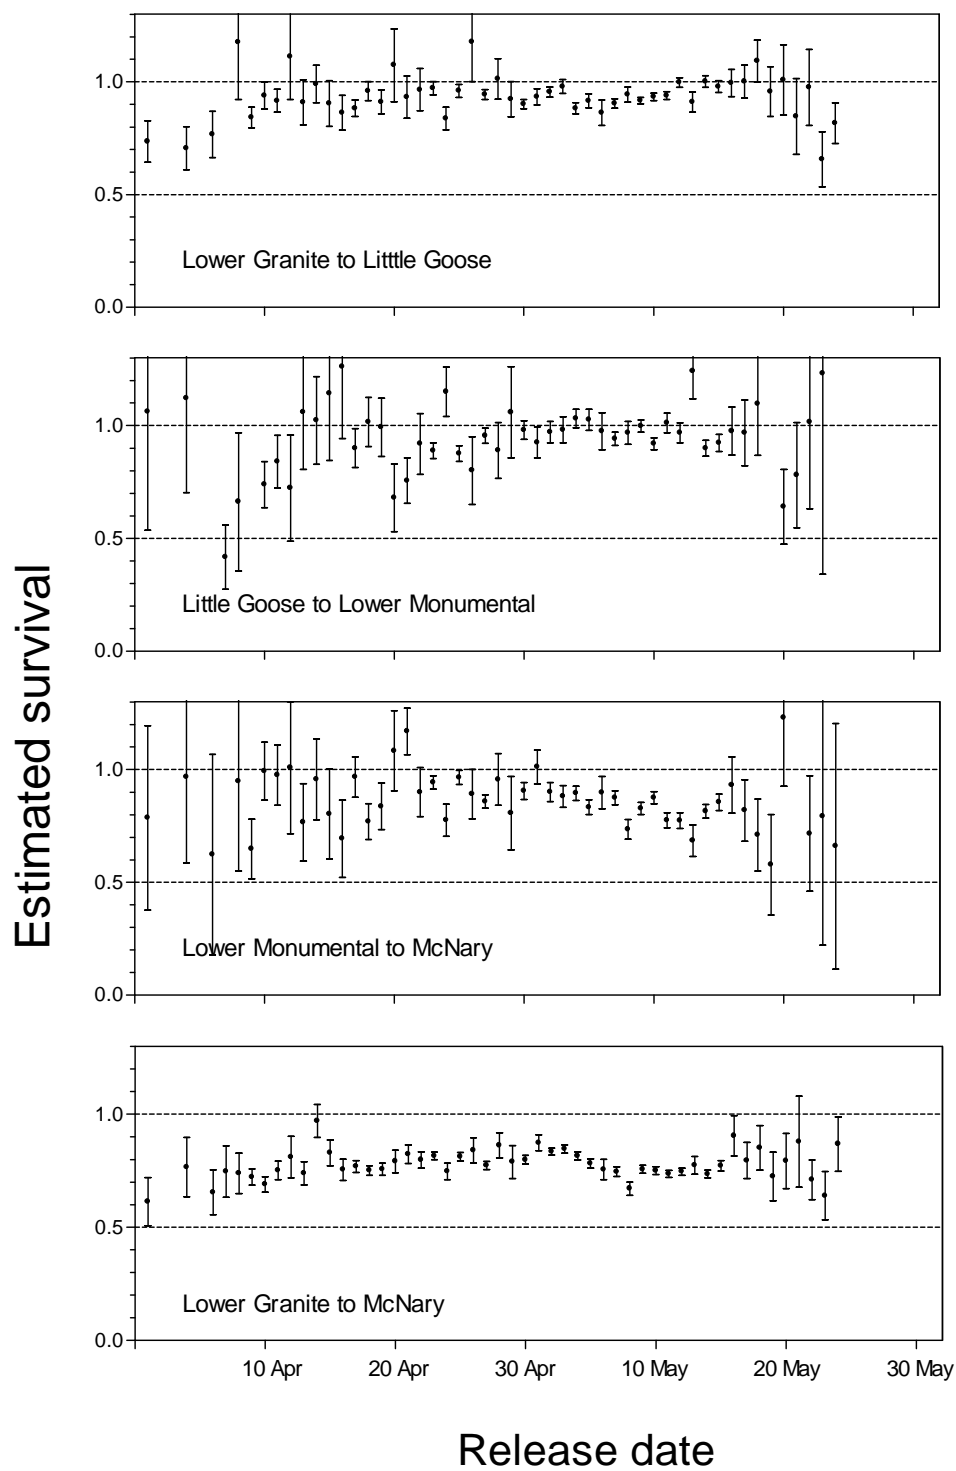 1.0
0.5
Lower Granite to Litttle Goose
0.0
1.0
0.5
Little Goose to Lower Monumental
0.0
Estimated survival
1.0
0.5
Lower Monumental to McNary
0.0
1.0
0.5
Lower Granite to McNary
0.0
10 Apr 20 Apr 30 Apr 10 May 20 May 30 May
Release date